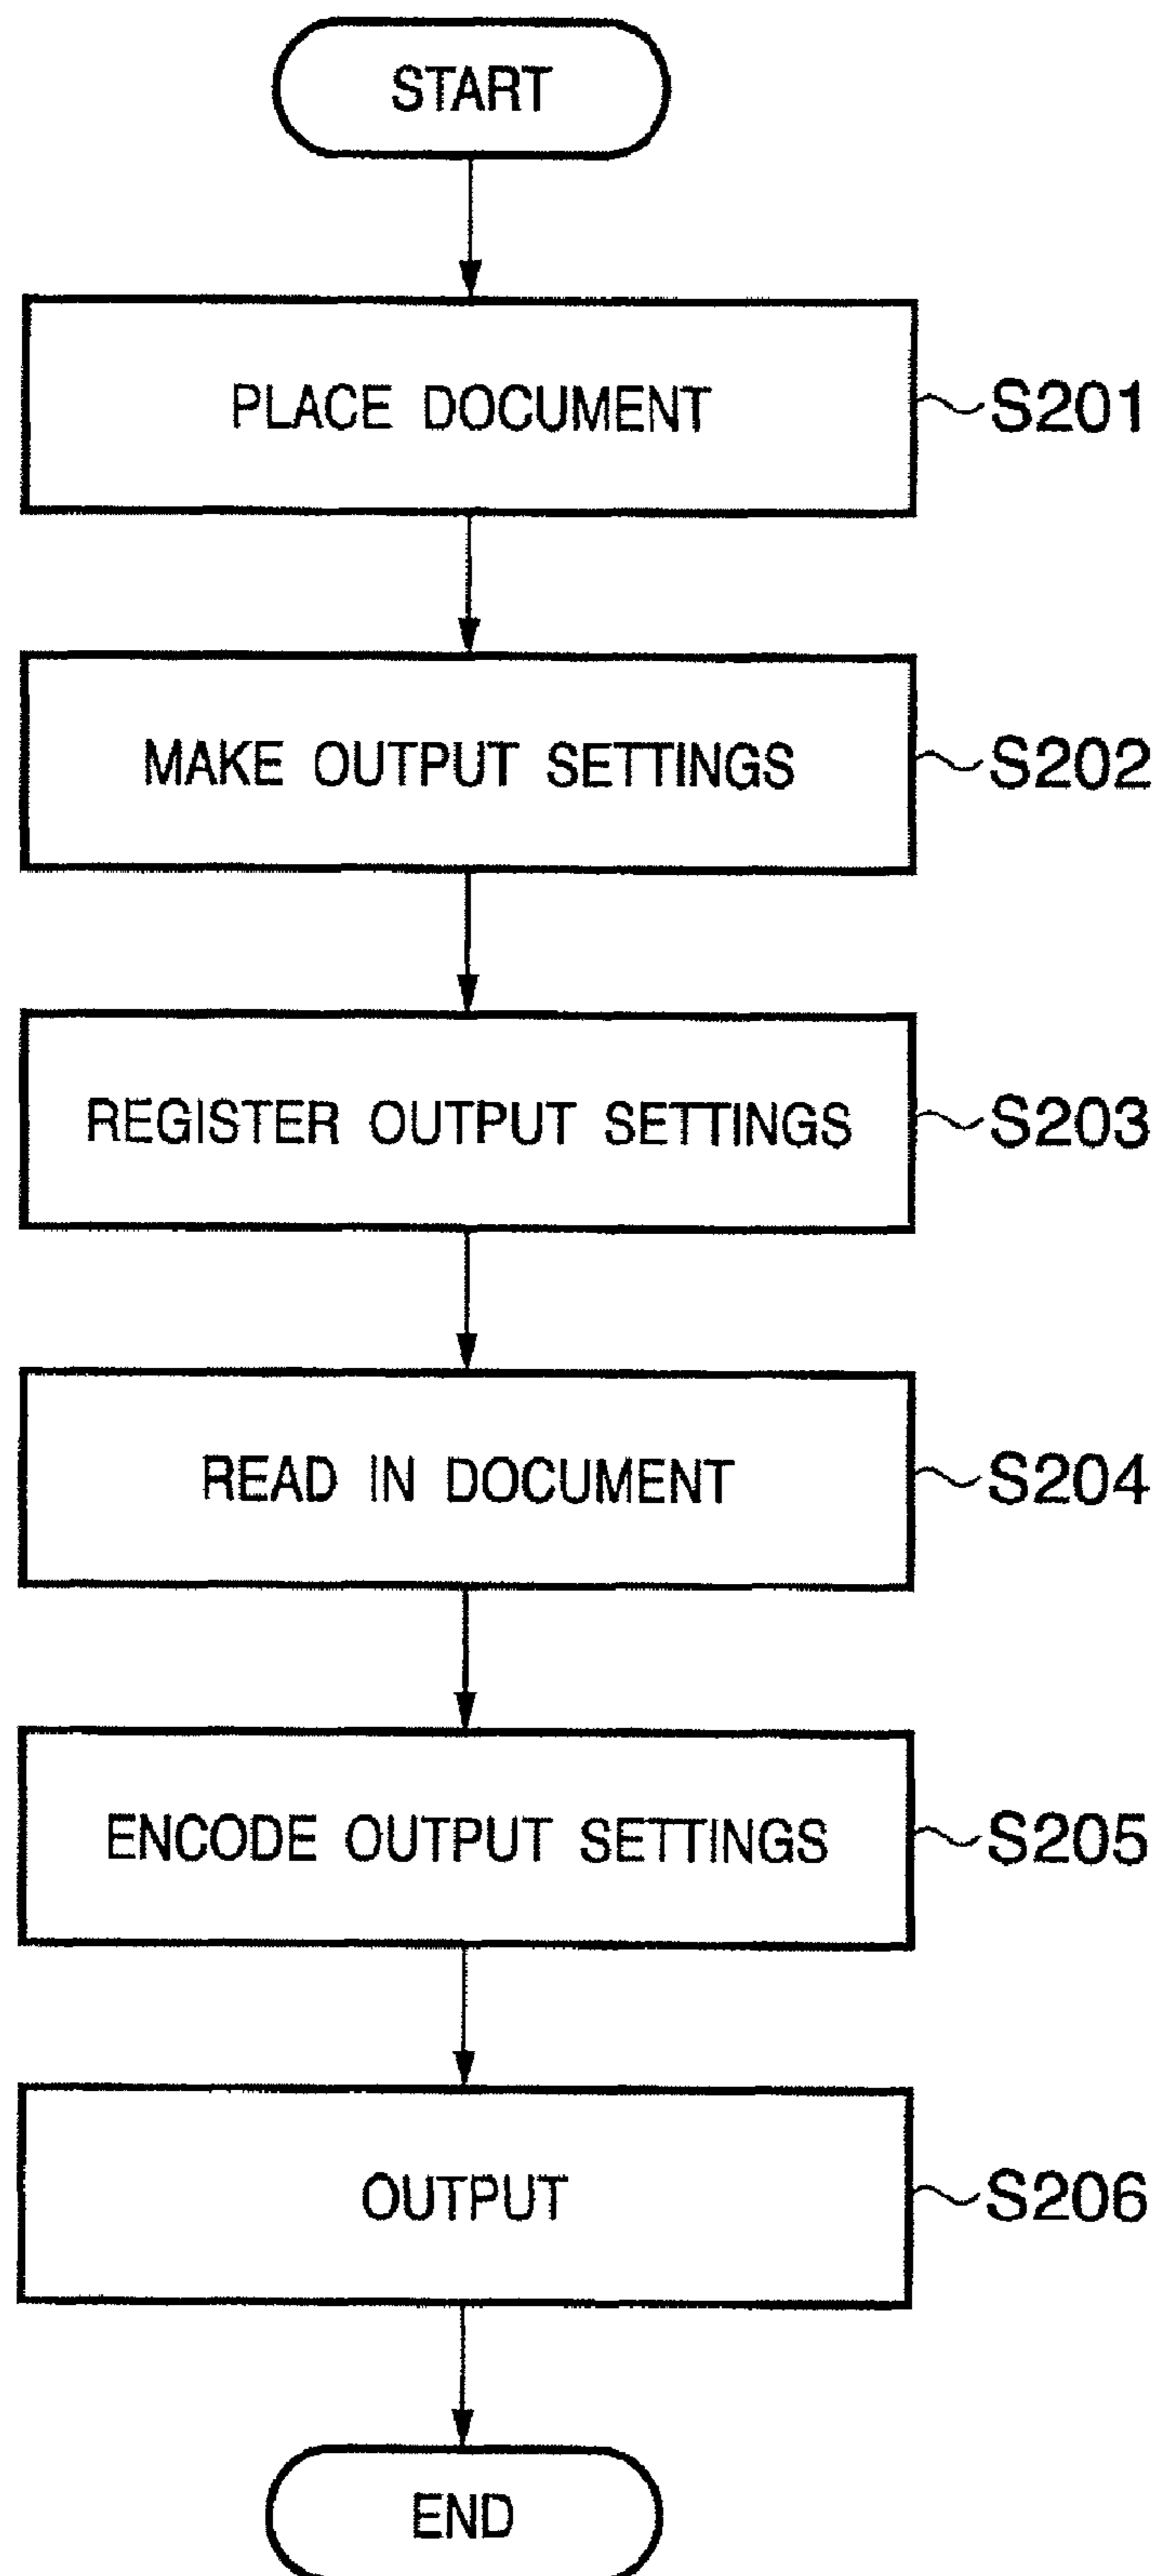 START
PLACE DOCUMENT S201
MAKE OUTPUT SETTINGS S202
REGISTER OUTPUT SETTINGS S203
READ IN DOCUMENT S204
ENCODE OUTPUT SETTINGS S205
OUTPUT S206
END